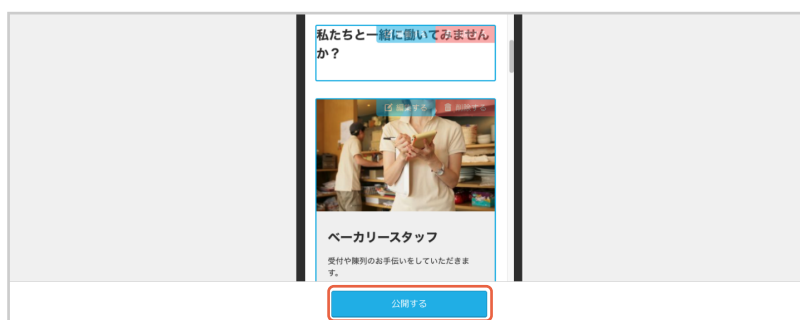 私たちと一緒に働いてみません
か？
編集する 削除する
ベーカリースタッフ
受付や陳列のお手伝いをしていただきま
す。
公開する